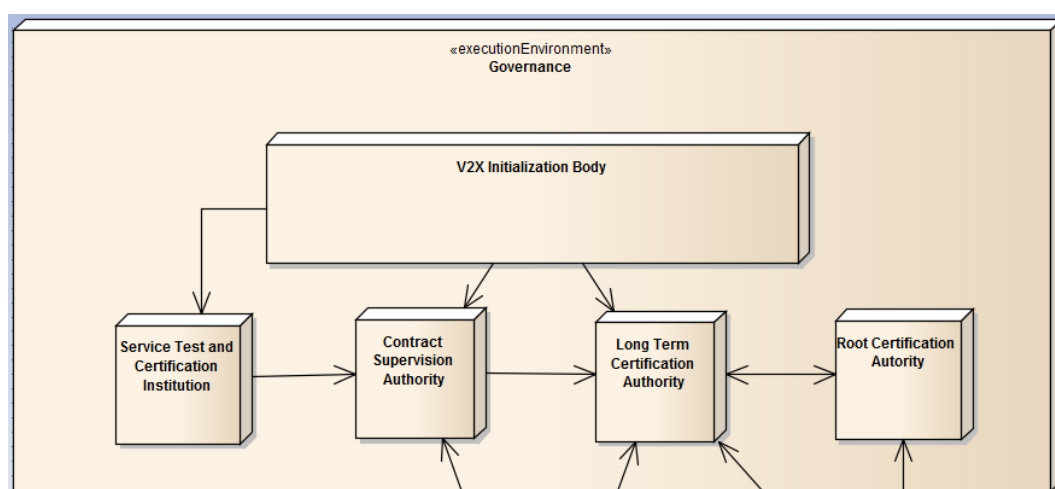 «executionEnvironment»
Governance
V2X Initialization Body
Service Test and
Certification
Institution
Contract
Supervision
Authority
Long Term
Certification
Authority
Root Certification
Autority